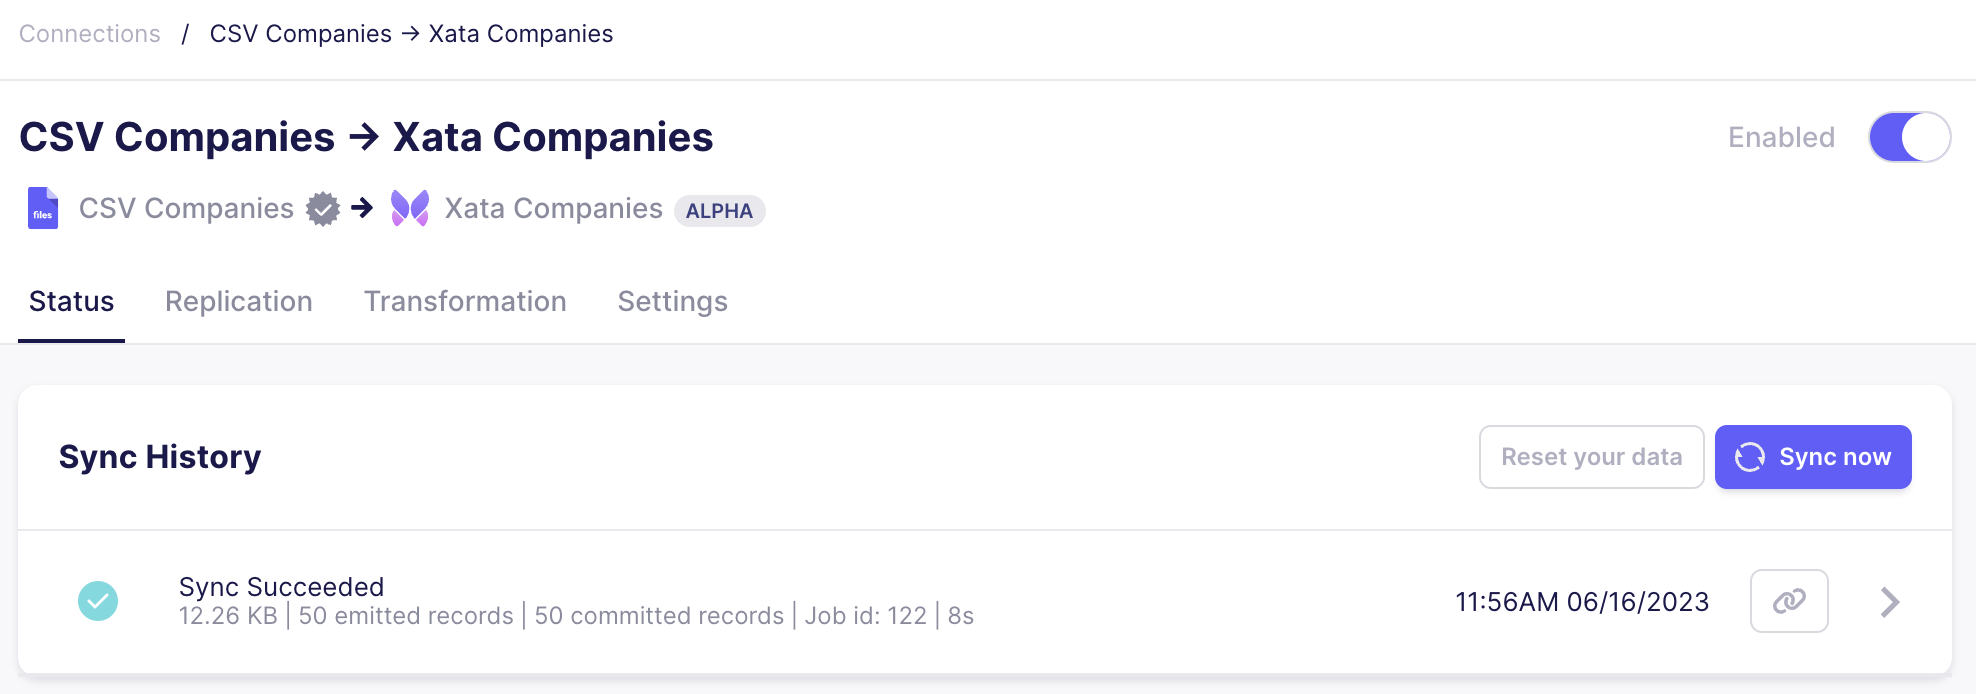 Connections / CSV Companies → Xata Companies
CSV Companies → Xata Companies
Enabled
files CSV Companies → Xata Companies ALPHA
Status Replication Transformation Settings
Sync History
Reset your data Sync now
Sync Succeeded
12.26 KB | 50 emitted records | 50 committed records | Job id: 122 | 8s
11:56AM 06/16/2023